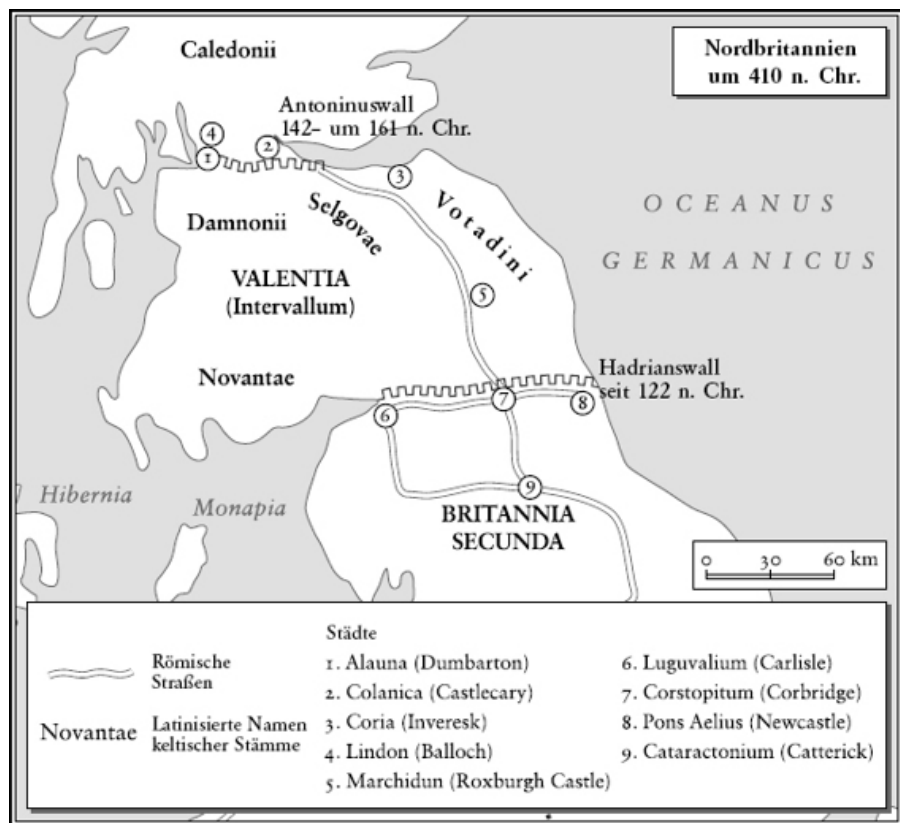 Nordbritannien
um 410 n. Chr.
Caledonii
Antoninuswall
142- um 161 n. Chr.
4
1
2
3
Damnonii
Selgovae
Votadini
OCEANUS
GERMANICUS
VALENTIA
(Intervallum)
5
Novantae
Hadrianswall
seit 122 n. Chr.
6
7
8
9
Hibernia
Monapia
BRITANNIA
SECUNDA
0 30 60 km
Römische
Straßen
Novantae
Latinisierte Namen
keltischer Stämme
Städte
1. Alauna (Dumbarton)
2. Colanica (Castlecary)
3. Coria (Inveresk)
4. Lindon (Balloch)
5. Marchidun (Roxburgh Castle)
6. Luguvalium (Carlisle)
7. Corstopitum (Corbridge)
8. Pons Aelius (Newcastle)
9. Cataractonium (Catterick)